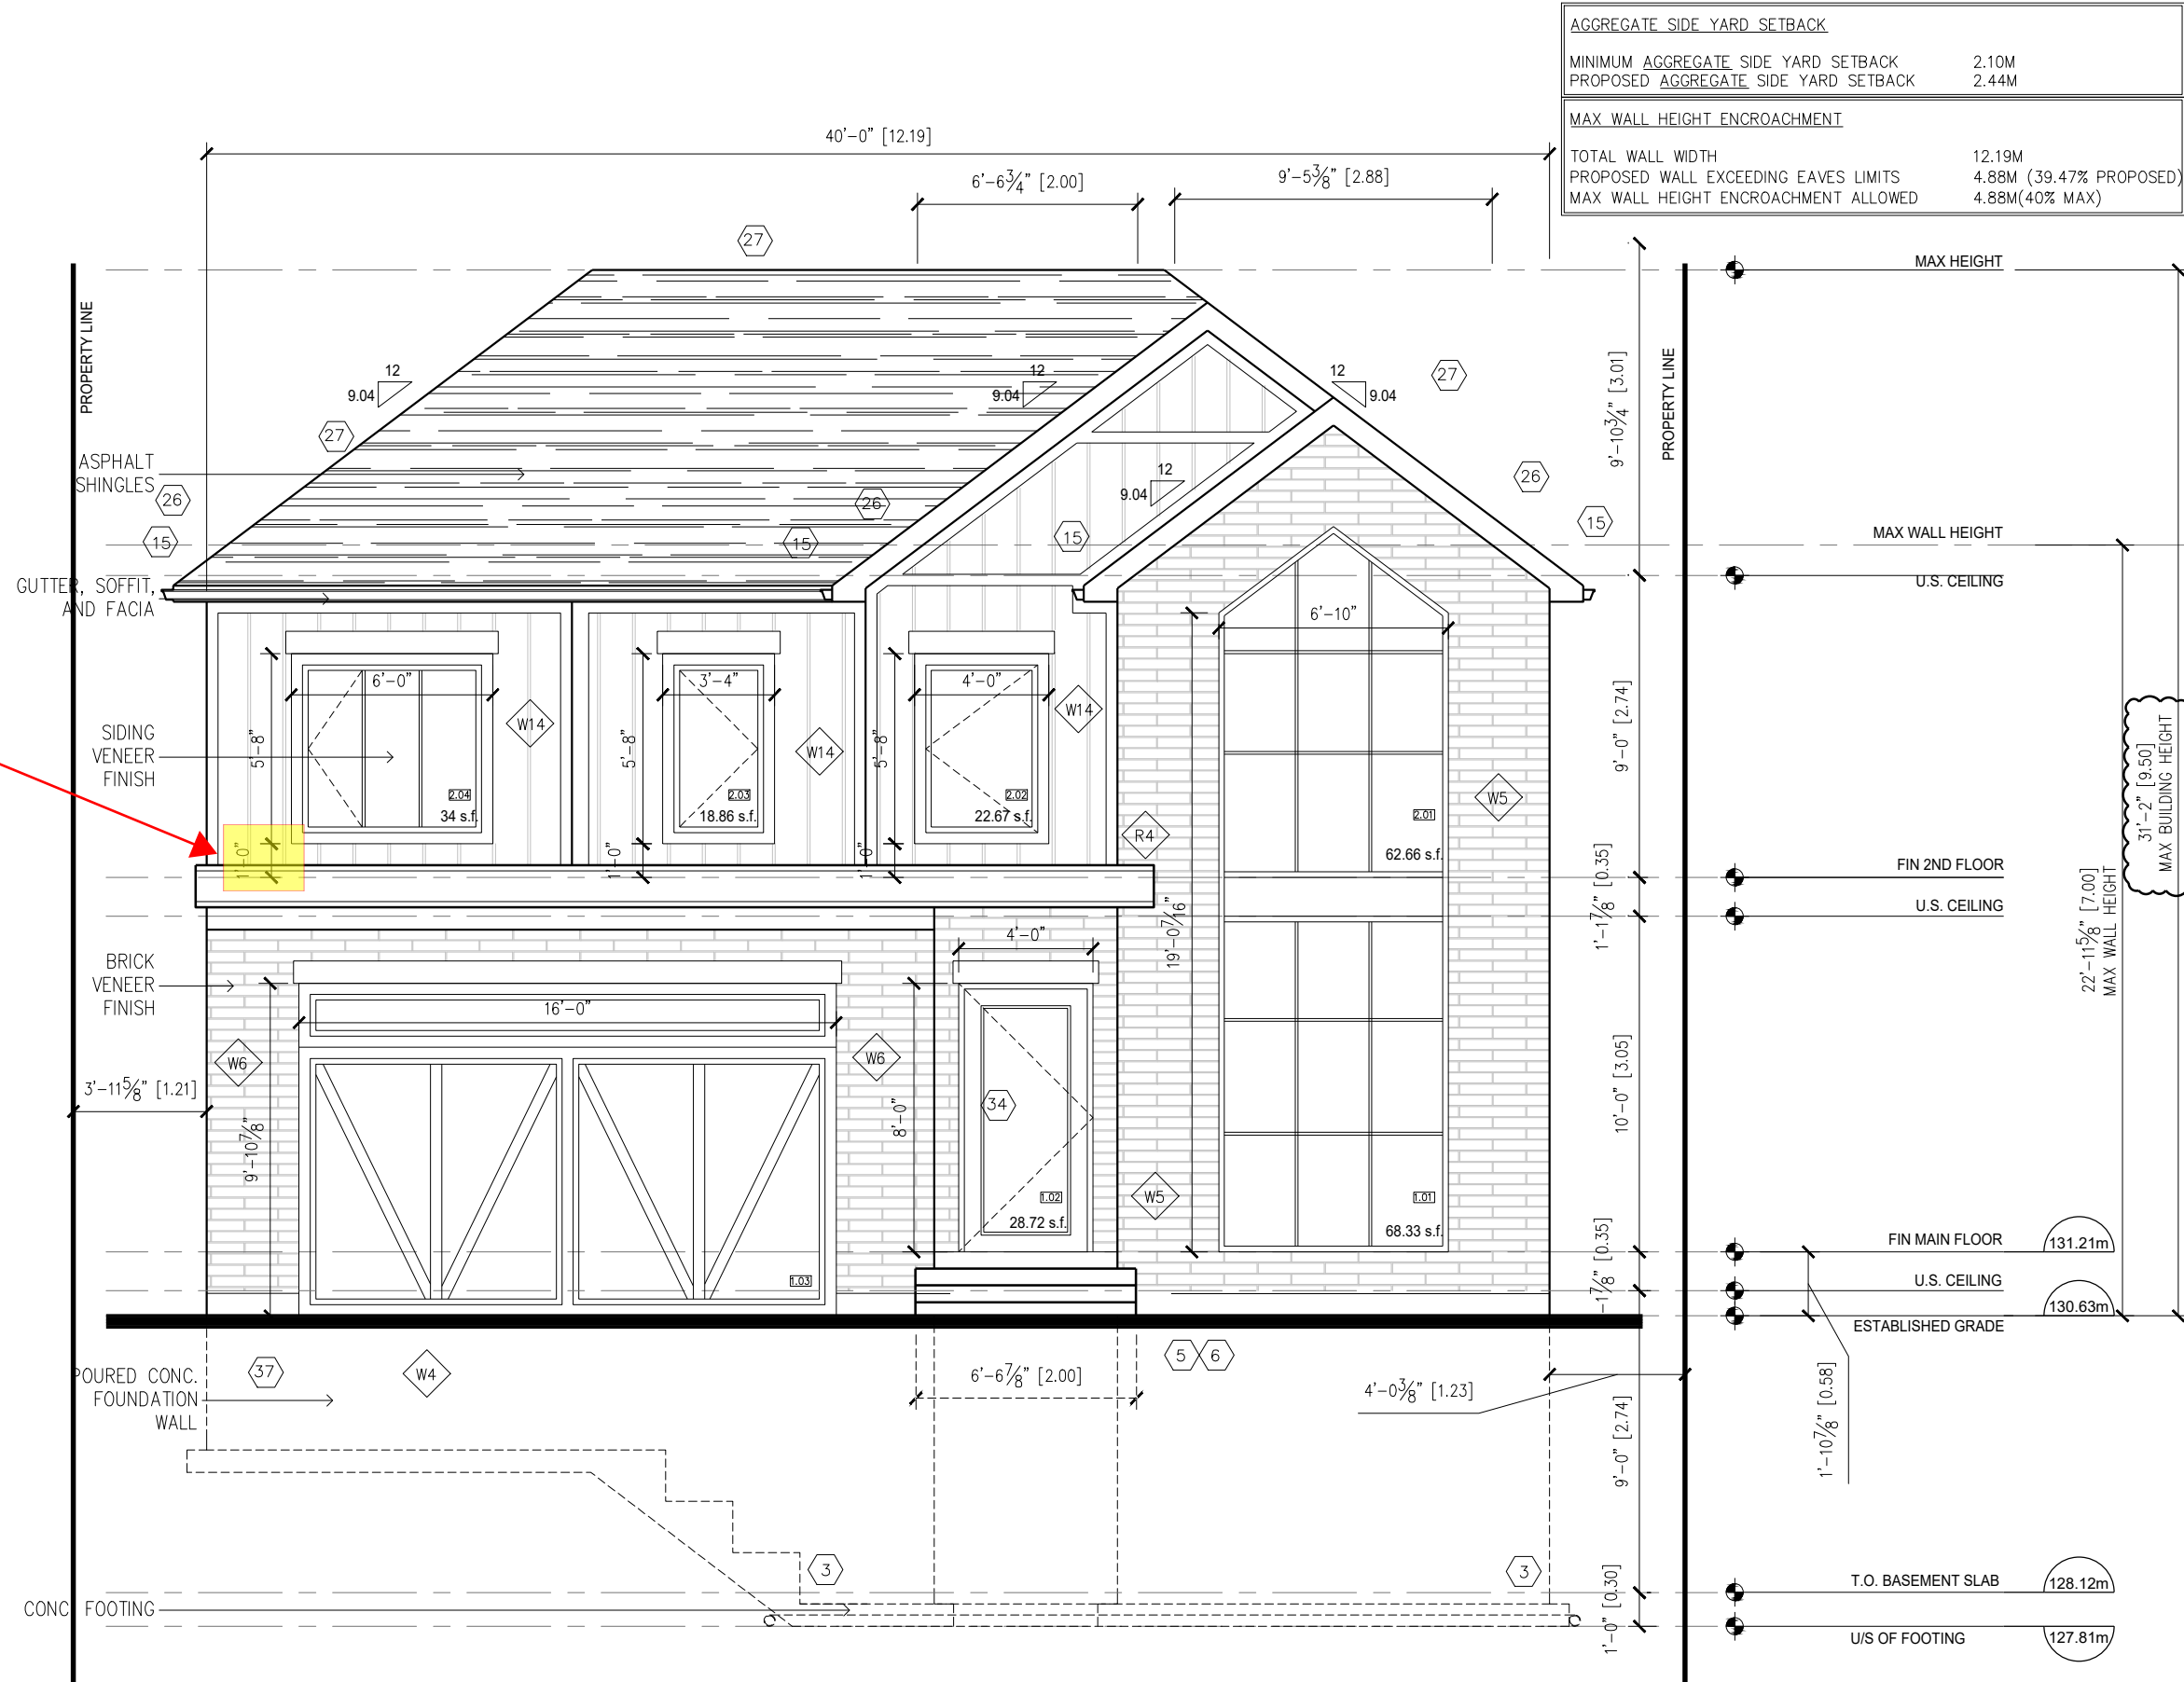 AGGREGATE SIDE YARD SETBACK
MINIMUM AGGREGATE SIDE YARD SETBACK 2.10M
PROPOSED AGGREGATE SIDE YARD SETBACK 2.44M
MAX WALL HEIGHT ENCROACHMENT
TOTAL WALL WIDTH 12.19M
PROPOSED WALL EXCEEDING EAVES LIMITS 4.88M (39.47% PROPOSED)
MAX WALL HEIGHT ENCROACHMENT ALLOWED 4.88M(40% MAX)
40'-0" [12.19]
6'-6¾" [2.00]
9'-5⅜" [2.88]
27
MAX HEIGHT
PROPERTY LINE
12
9.04
12
9.04
12
9.04
27
27
9'-10¾" [3.01]
PROPERTY LINE
ASPHALT
SHINGLES
26
26
12
9.04
26
15
15
15
15
MAX WALL HEIGHT
U.S. CEILING
GUTTER, SOFFIT,
AND FACIA
6'-10"
6'-0"
3'-4"
4'-0"
5'-8"
5'-8"
5'-8"
W14
W14
W14
9'-0" [2.74]
SIDING
VENEER
FINISH
2.04
34 s.f.
2.03
18.86 s.f.
2.02
22.67 s.f.
R4
2.01
62.66 s.f.
W5
31'-2" [9.50]
MAX BUILDING HEIGHT
1'-0"
1'-0"
1'-0"
1'-1⅞" [0.35]
FIN 2ND FLOOR
U.S. CEILING
22'-11⅝" [7.00]
MAX WALL HEIGHT
19'-0⁷⁄₁₆"
4'-0"
BRICK
VENEER
FINISH
16'-0"
W6
W6
3'-11⅝" [1.21]
9'-10⅞"
8'-0"
34
10'-0" [3.05]
1.02
28.72 s.f.
W5
1.01
68.33 s.f.
1.03
-1⅞" [0.35]
FIN MAIN FLOOR 131.21m
U.S. CEILING
130.63m
ESTABLISHED GRADE
37
W4
5
6
6'-6⅞" [2.00]
4'-0⅜" [1.23]
1'-10⅞" [0.58]
9'-0" [2.74]
POURED CONC.
FOUNDATION
WALL
3
3
T.O. BASEMENT SLAB 128.12m
CONC. FOOTING
1'-0" [0.30]
U/S OF FOOTING 127.81m